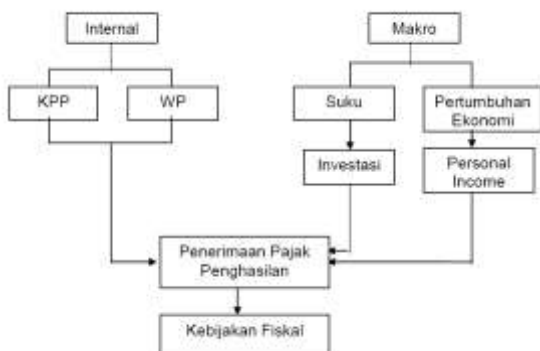 Internal
Makro
KPP
WP
Suku
Pertumbuhan
Ekonomi
Investasi
Personal
Income
Penerimaan Pajak
Penghasilan
Kebijakan Fiskal